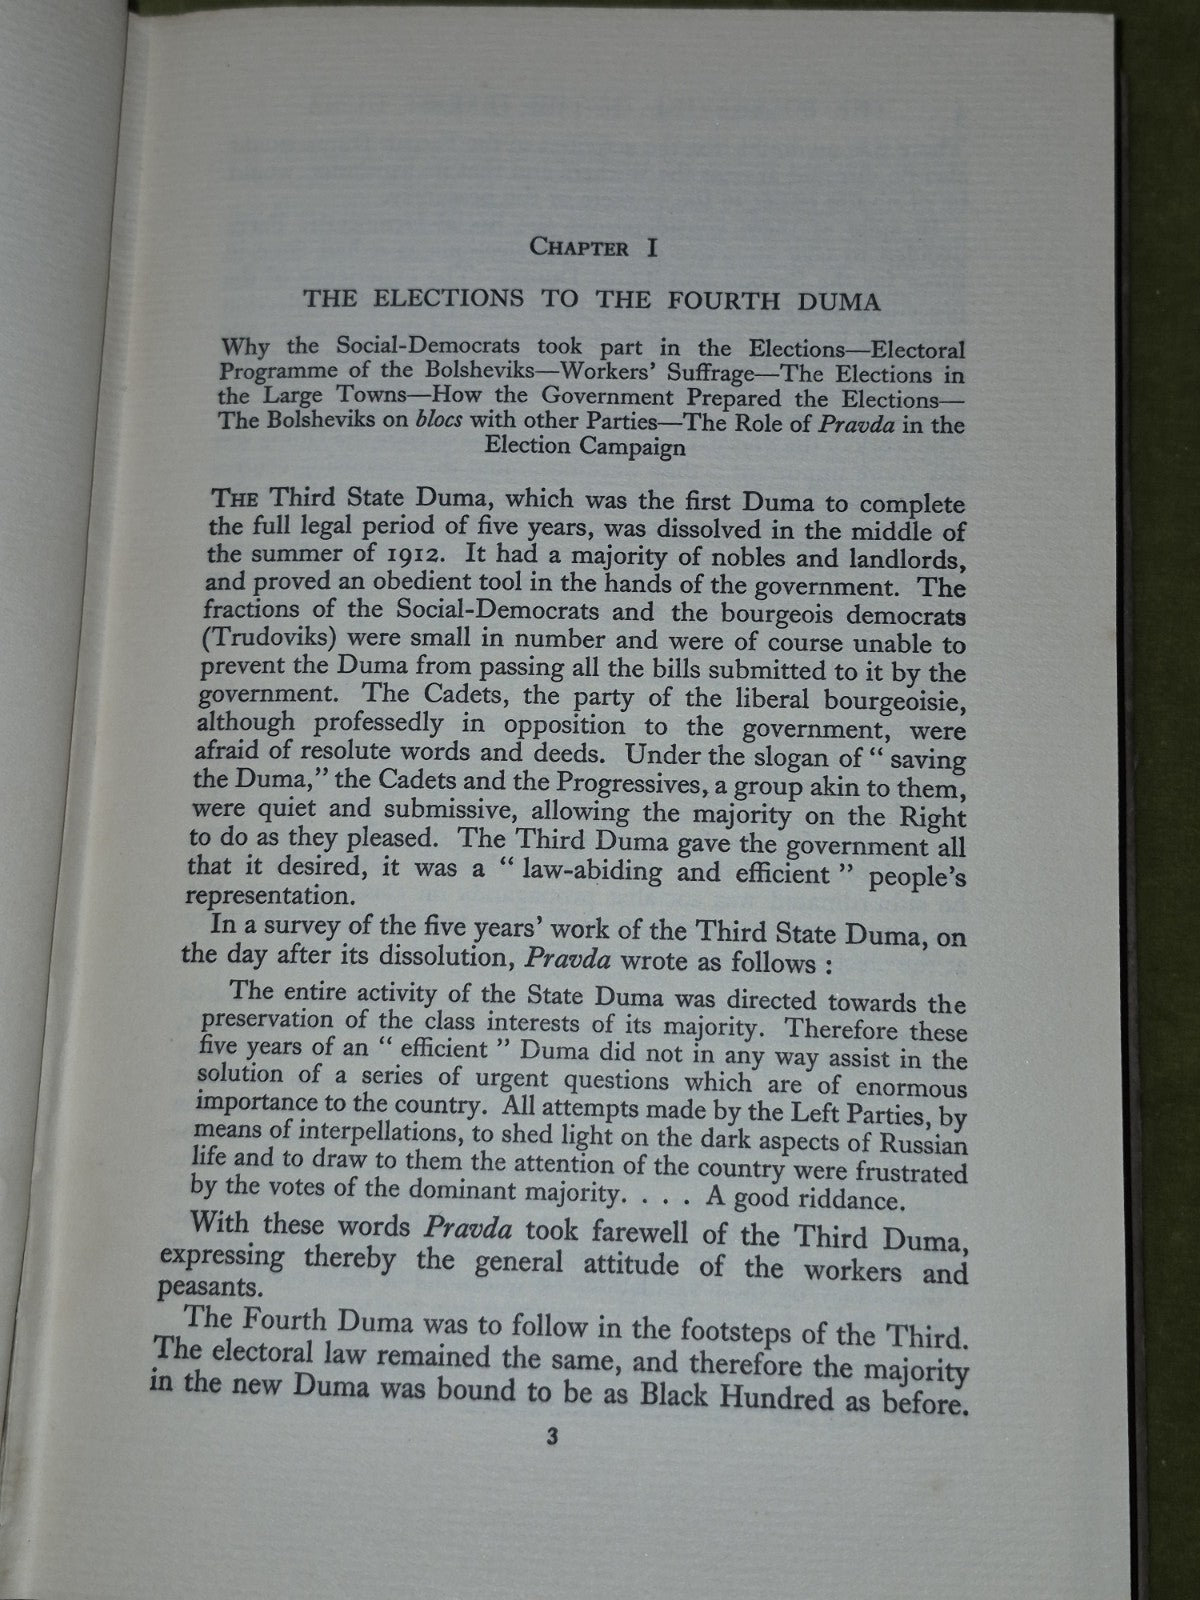 CHAPTER I
THE ELECTIONS TO THE FOURTH DUMA
Why the Social-Democrats took part in the Elections—Electoral
Programme of the Bolsheviks—Workers' Suffrage—The Elections in
the Large Towns—How the Government Prepared the Elections—
The Bolsheviks on blocs with other Parties—The Role of Pravda in the
Election Campaign
THE Third State Duma, which was the first Duma to complete
the full legal period of five years, was dissolved in the middle of
the summer of 1912. It had a majority of nobles and landlords,
and proved an obedient tool in the hands of the government. The
fractions of the Social-Democrats and the bourgeois democrats
(Trudoviks) were small in number and were of course unable to
prevent the Duma from passing all the bills submitted to it by the
government. The Cadets, the party of the liberal bourgeoisie,
although professedly in opposition to the government, were
afraid of resolute words and deeds. Under the slogan of “ saving
the Duma,” the Cadets and the Progressives, a group akin to them,
were quiet and submissive, allowing the majority on the Right
to do as they pleased. The Third Duma gave the government all
that it desired, it was a “ law-abiding and efficient ” people's
representation.
In a survey of the five years' work of the Third State Duma, on
the day after its dissolution, Pravda wrote as follows :
The entire activity of the State Duma was directed towards the
preservation of the class interests of its majority. Therefore these
five years of an “ efficient ” Duma did not in any way assist in the
solution of a series of urgent questions which are of enormous
importance to the country. All attempts made by the Left Parties, by
means of interpellations, to shed light on the dark aspects of Russian
life and to draw to them the attention of the country were frustrated
by the votes of the dominant majority. . . . A good riddance.
With these words Pravda took farewell of the Third Duma,
expressing thereby the general attitude of the workers and
peasants.
The Fourth Duma was to follow in the footsteps of the Third.
The electoral law remained the same, and therefore the majority
in the new Duma was bound to be as Black Hundred as before.
3